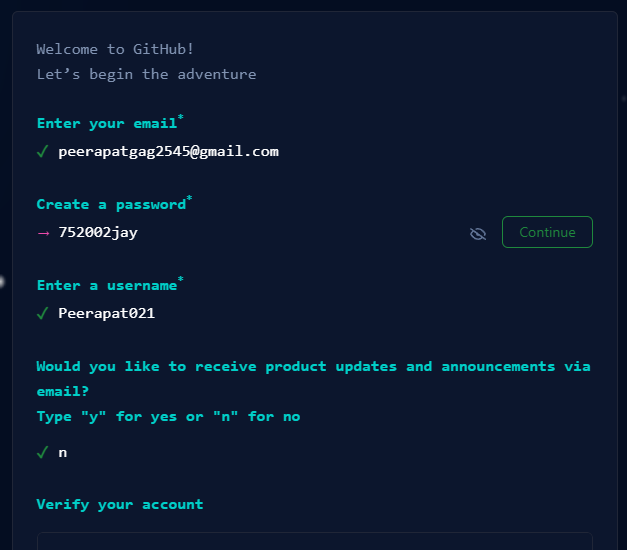 Welcome to GitHub!
Let’s begin the adventure
Enter your email*
✓ peerapatgag2545@gmail.com
Create a password*
→ 752002jay
Continue
Enter a username*
✓ Peerapat021
Would you like to receive product updates and announcements via
email?
Type "y" for yes or "n" for no
✓ n
Verify your account